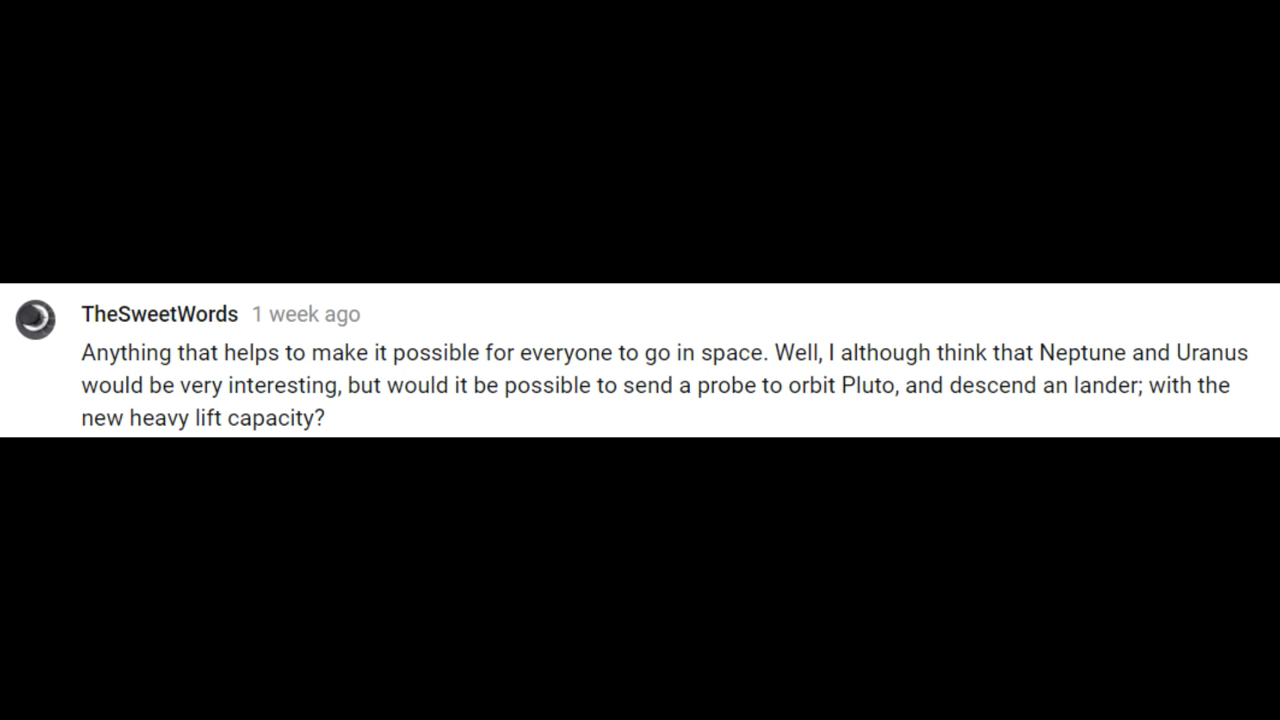 TheSweetWords 1 week ago
Anything that helps to make it possible for everyone to go in space. Well, I although think that Neptune and Uranus
would be very interesting, but would it be possible to send a probe to orbit Pluto, and descend an lander; with the
new heavy lift capacity?